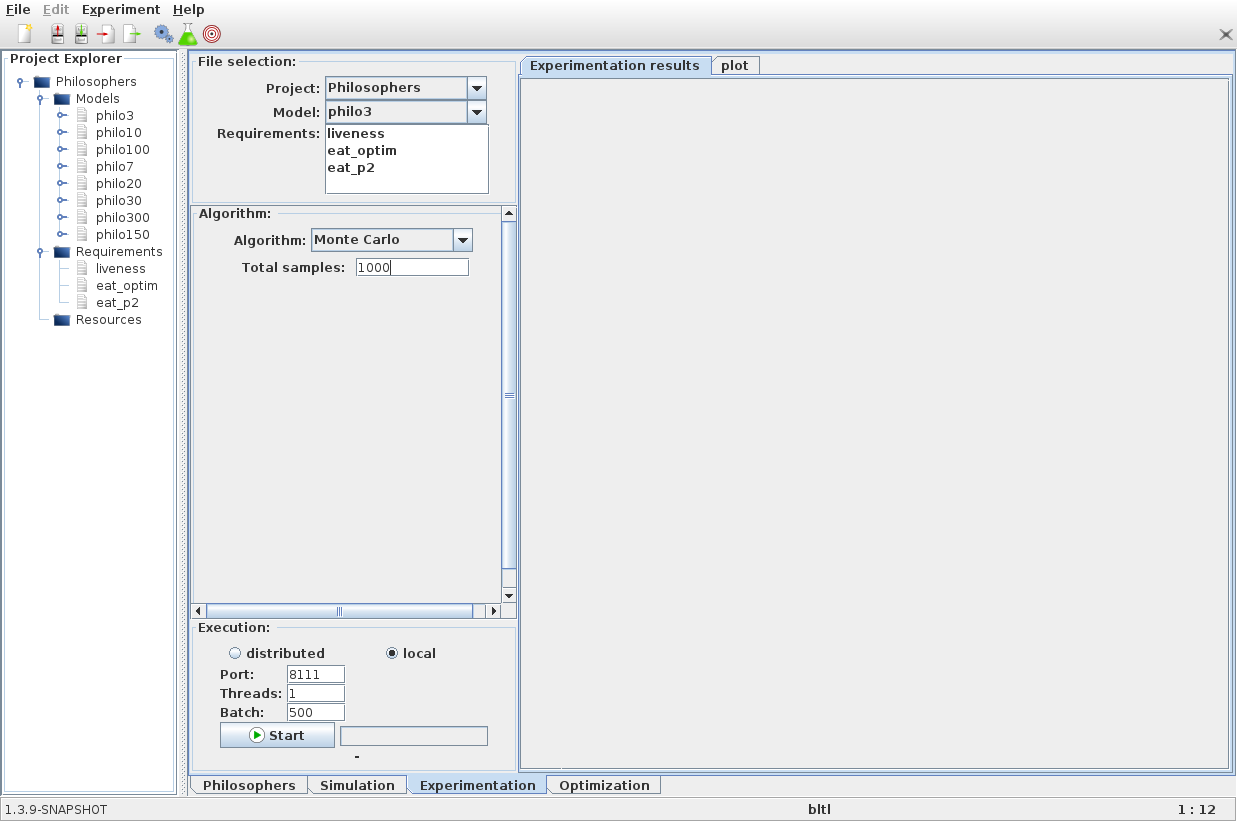 File Edit Experiment Help
Project Explorer
Philosophers
Models
philo3
philo10
philo100
philo7
philo20
philo30
philo300
philo150
Requirements
liveness
eat_optim
eat_p2
Resources
File selection:
Project: Philosophers
Model: philo3
Requirements: liveness
eat_optim
eat_p2
Algorithm:
Algorithm: Monte Carlo
Total samples: 1000
Execution:
distributed local
Port: 8111
Threads: 1
Batch: 500
Start
-
Experimentation results plot
Philosophers Simulation Experimentation Optimization
1.3.9-SNAPSHOT bltl 1 : 12